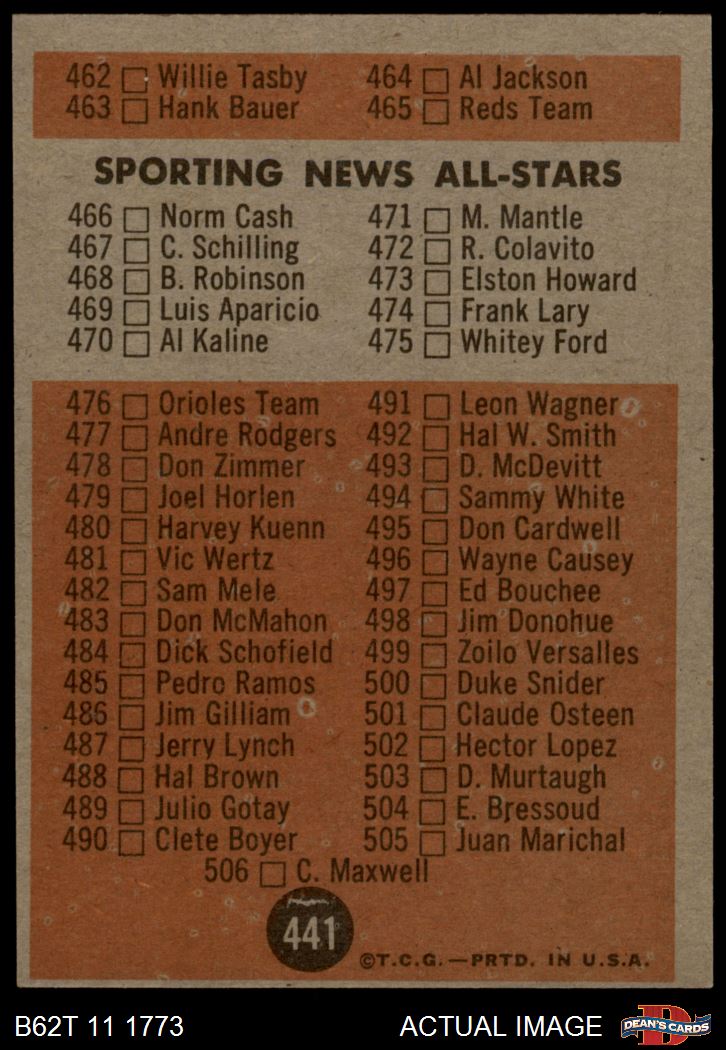 462 Willie Tasby 464 Al Jackson
463 Hank Bauer 465 Reds Team
SPORTING NEWS ALL-STARS
466 Norm Cash 471 M. Mantle
467 C. Schilling 472 R. Colavito
468 B. Robinson 473 Elston Howard
469 Luis Aparicio 474 Frank Lary
470 Al Kaline 475 Whitey Ford
476 Orioles Team 491 Leon Wagner
477 Andre Rodgers 492 Hal W. Smith
478 Don Zimmer 493 D. McDevitt
479 Joel Horlen 494 Sammy White
480 Harvey Kuenn 495 Don Cardwell
481 Vic Wertz 496 Wayne Causey
482 Sam Mele 497 Ed Bouchee
483 Don McMahon 498 Jim Donohue
484 Dick Schofield 499 Zoilo Versalles
485 Pedro Ramos 500 Duke Snider
486 Jim Gilliam 501 Claude Osteen
487 Jerry Lynch 502 Hector Lopez
488 Hal Brown 503 D. Murtaugh
489 Julio Gotay 504 E. Bressoud
490 Clete Boyer 505 Juan Marichal
506 C. Maxwell
441
©T.C.G.—PRTD. IN U.S.A.
B62T 11 1773 ACTUAL IMAGE DEAN'S CARDS